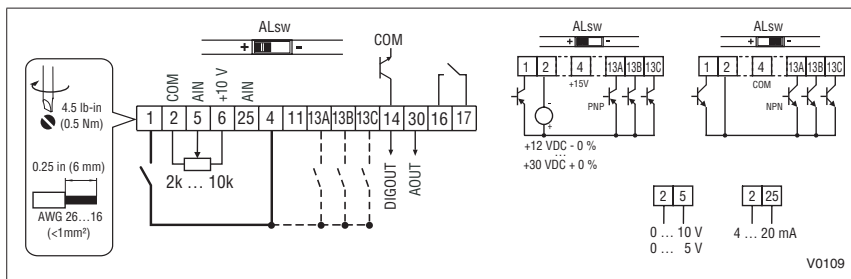 ALsw
+ -
COM
4.5 lb-in
(0.5 Nm)
0.25 in (6 mm)
AWG 26…16
(<1mm²)
COM
AIN
+10 V
AIN
1 2 5 6 25 4 11 13A 13B 13C 14 30 16 17
2k … 10k
DIGOUT
AOUT
ALsw
+ -
1 2 4 13A 13B 13C
+15V
PNP
+12 VDC - 0 %
…
+30 VDC + 0 %
ALsw
+ -
1 2 4 13A 13B 13C
COM
NPN
2 5
0 … 10 V
0 … 5 V
2 25
4 … 20 mA
V0109